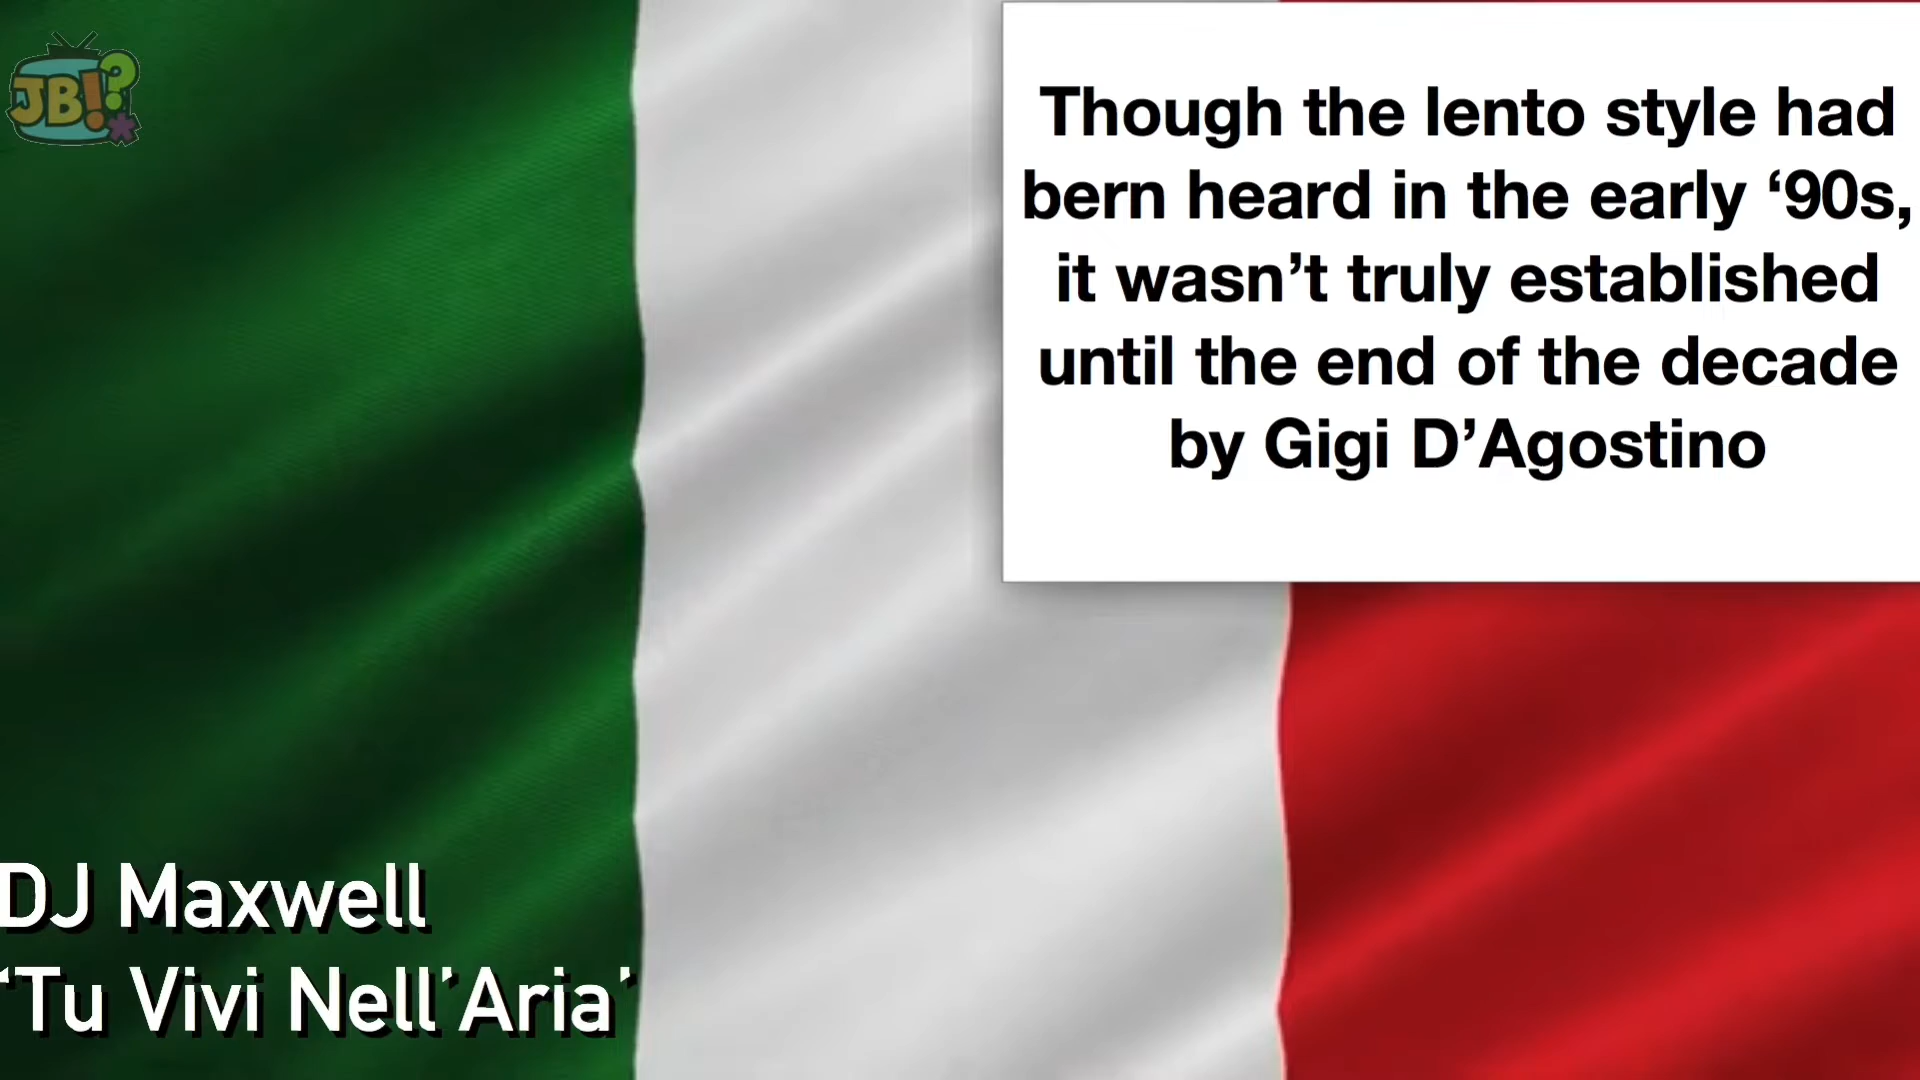 JB!?*
Though the lento style had
bern heard in the early ‘90s,
it wasn’t truly established
until the end of the decade
by Gigi D’Agostino
DJ Maxwell
‘Tu Vivi Nell’Aria’